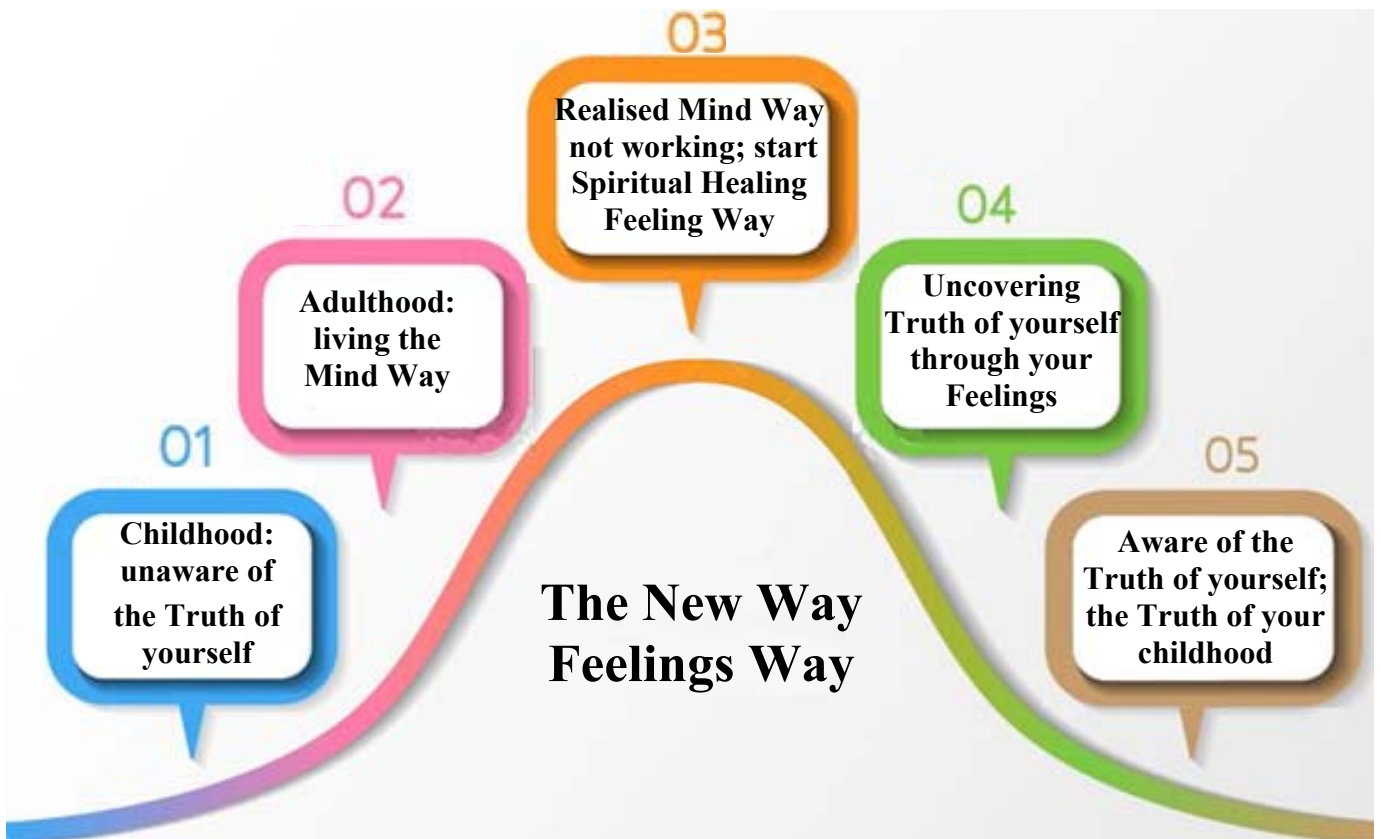 01
Childhood:
unaware of
the Truth of
yourself
02
Adulthood:
living the
Mind Way
03
Realised Mind Way
not working; start
Spiritual Healing
Feeling Way
04
Uncovering
Truth of yourself
through your
Feelings
05
Aware of the
Truth of yourself;
the Truth of your
childhood
The New Way
Feelings Way